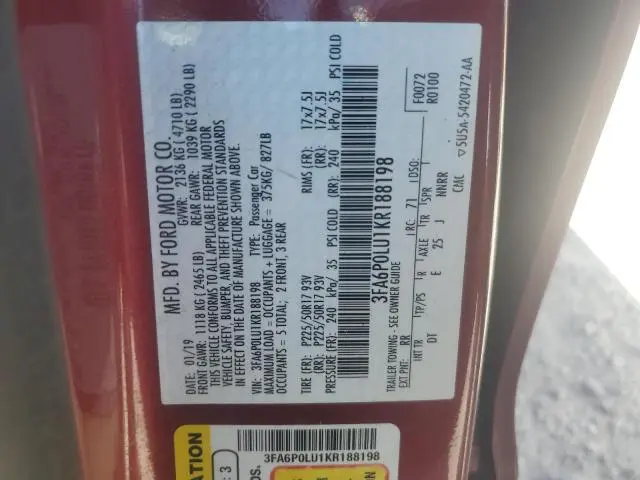 MFD. BY FORD MOTOR CO.
DATE: 01/19 GVWR: 2136 KG ( 4710 LB)
FRONT GAWR: 1118 KG ( 2465LB) REAR GAWR: 1039 KG ( 2290 LB)
THIS VEHICLE CONFORMS TO ALL APPLICABLE FEDERAL MOTOR
VEHICLE SAFETY, BUMPER, AND THEFT PREVENTION STANDARDS
IN EFFECT ON THE DATE OF MANUFACTURE SHOWN ABOVE.
VIN: 3FA6P0LU1KR188198 TYPE: Passenger Car
MAXIMUM LOAD = OCCUPANTS + LUGGAGE = 375KG/ 827LB
OCCUPANTS = 5 TOTAL; 2 FRONT, 3 REAR
TIRE (FR): P225/50R17 93V RIMS (FR): 17x7.5J
(RR): P225/50R17 93V (RR): 17x7.5J
PRESSURE (FR): 240 kPa/ 35 PSI COLD (RR): 240 kPa/ 35 PSI COLD
3FA6P0LU1KR188198
TRAILER TOWING - SEE OWNER GUIDE
EXT PNT: RR RC: 71 DSO: F0072
R0100
INT TR TP/PS R AXLE TR SPR T
DT E 25 J NNRR
CMC ▽5U5A-5420472-AA
3FA6P0LU1KR188198
: 3